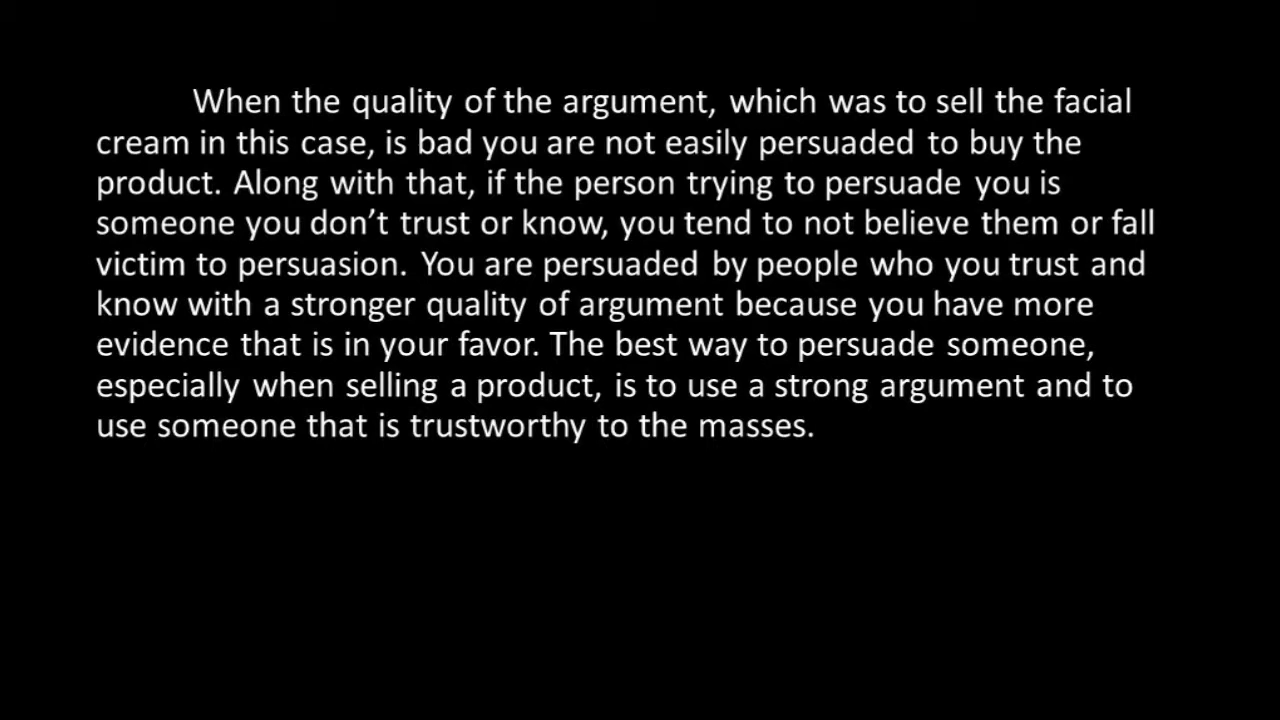 When the quality of the argument, which was to sell the facial
cream in this case, is bad you are not easily persuaded to buy the
product. Along with that, if the person trying to persuade you is
someone you don’t trust or know, you tend to not believe them or fall
victim to persuasion. You are persuaded by people who you trust and
know with a stronger quality of argument because you have more
evidence that is in your favor. The best way to persuade someone,
especially when selling a product, is to use a strong argument and to
use someone that is trustworthy to the masses.